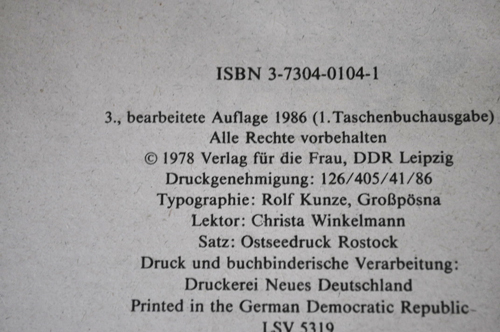 ISBN 3-7304-0104-1
3., bearbeitete Auflage 1986 (1. Taschenbuchausgabe)
Alle Rechte vorbehalten
© 1978 Verlag für die Frau, DDR Leipzig
Druckgenehmigung: 126/405/41/86
Typographie: Rolf Kunze, Großpösna
Lektor: Christa Winkelmann
Satz: Ostseedruck Rostock
Druck und buchbinderische Verarbeitung:
Druckerei Neues Deutschland
Printed in the German Democratic Republic
LSV 5319